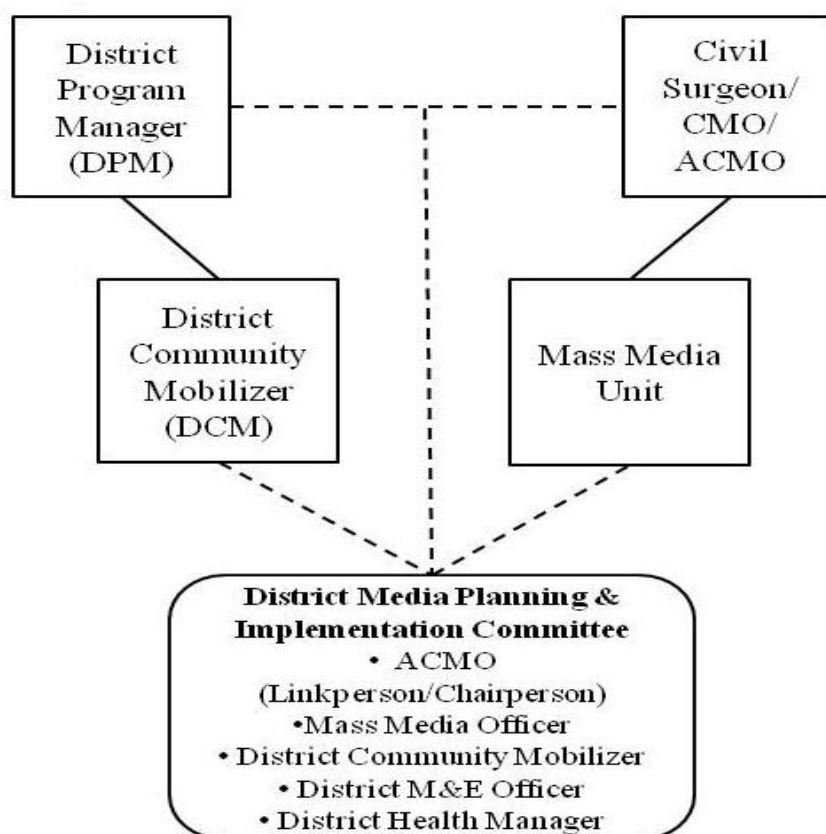 District
Program
Manager
(DPM)
Civil
Surgeon/
CMO/
ACMO
District
Community
Mobilizer
(DCM)
Mass Media
Unit
District Media Planning &
Implementation Committee
• ACMO
(Linkperson/Chairperson)
•Mass Media Officer
• District Community Mobilizer
• District M&E Officer
• District Health Manager